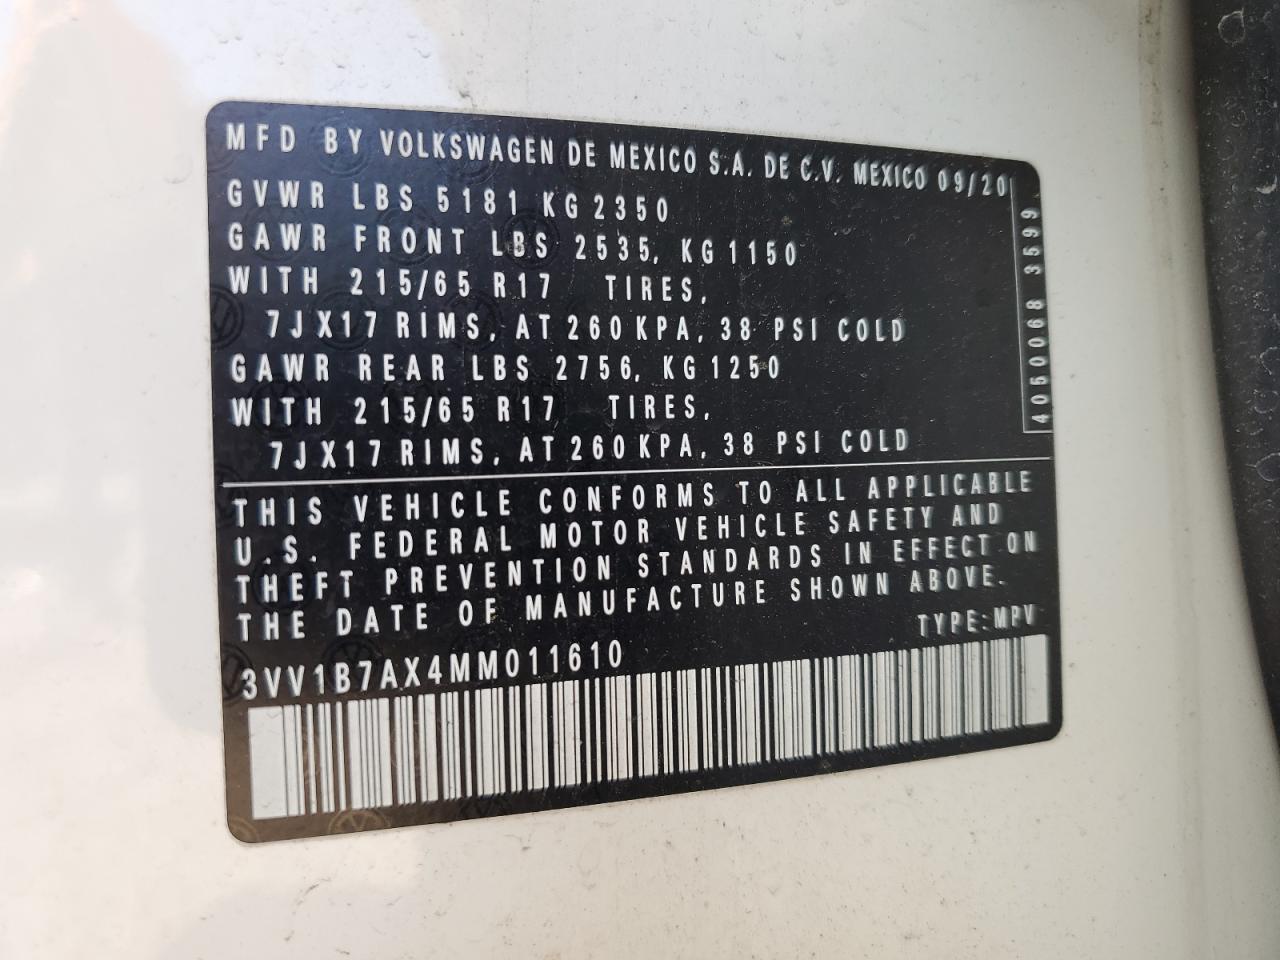 MFD BY VOLKSWAGEN DE MEXICO S.A. DE C.V. MEXICO 09/20
GVWR LBS 5181 KG 2350
GAWR FRONT LBS 2535, KG 1150
WITH 215/65 R17 TIRES,
7JX17 RIMS, AT 260 KPA, 38 PSI COLD
GAWR REAR LBS 2756, KG 1250
WITH 215/65 R17 TIRES,
7JX17 RIMS, AT 260 KPA, 38 PSI COLD
4050068 3599
THIS VEHICLE CONFORMS TO ALL APPLICABLE
U.S. FEDERAL MOTOR VEHICLE SAFETY AND
THEFT PREVENTION STANDARDS IN EFFECT ON
THE DATE OF MANUFACTURE SHOWN ABOVE.
TYPE:MPV
3VV1B7AX4MM011610